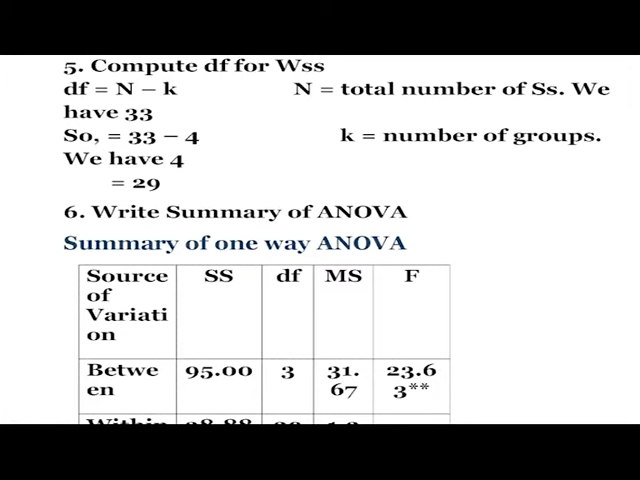 5. Compute df for Wss
df = N – k N = total number of Ss. We
have 33
So, = 33 – 4 k = number of groups.
We have 4
= 29
6. Write Summary of ANOVA
Summary of one way ANOVA
Source SS df MS F
of
Variati
on
Betwe 95.00 3 31. 23.6
en 67 3**
Within